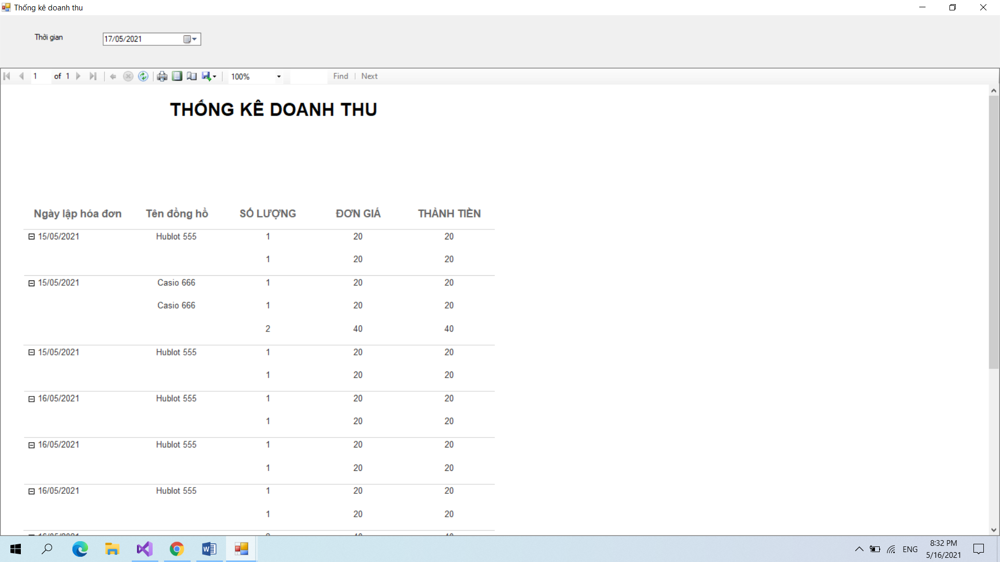 Thống kê doanh thu
Thời gian 17/05/2021
1 of 1 100% Find Next
THỐNG KÊ DOANH THU
Ngày lập hóa đơn Tên đồng hồ SỐ LƯỢNG ĐƠN GIÁ THÀNH TIỀN
15/05/2021 Hublot 555 1 20 20
1 20 20
15/05/2021 Casio 666 1 20 20
Casio 666 1 20 20
2 40 40
15/05/2021 Hublot 555 1 20 20
1 20 20
16/05/2021 Hublot 555 1 20 20
1 20 20
16/05/2021 Hublot 555 1 20 20
1 20 20
16/05/2021 Hublot 555 1 20 20
1 20 20
ENG 8:32 PM
5/16/2021